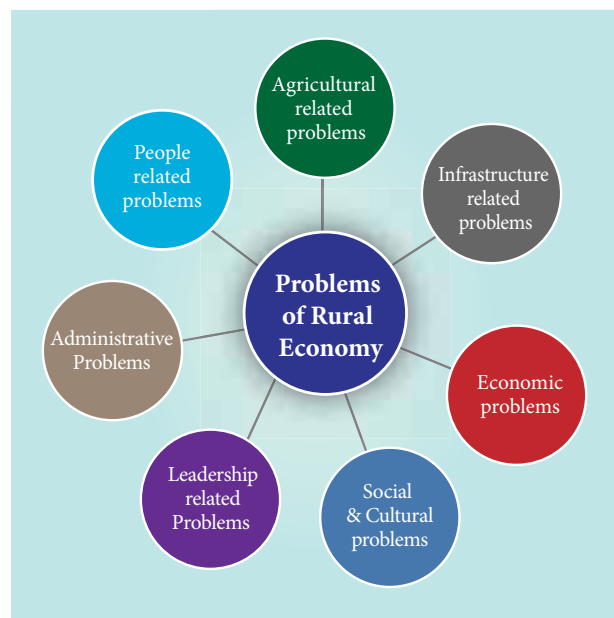 Problems
of Rural
Economy
Agricultural
related
problems
Infrastructure
related
problems
Economic
problems
Social
& Cultural
problems
Leadership
related
Problems
Administrative
Problems
People
related
problems